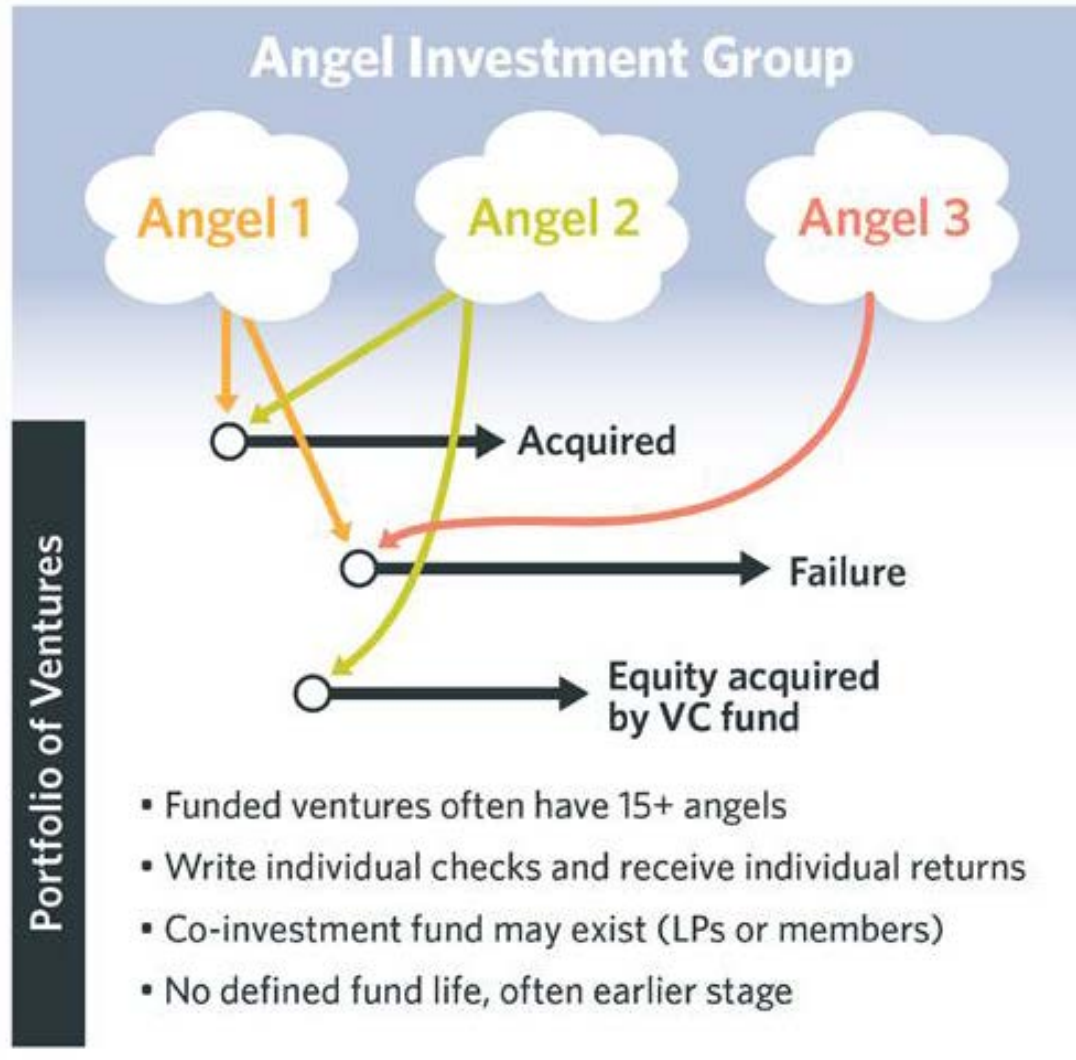 Angel Investment Group
Angel 1
Angel 2
Angel 3
Acquired
Failure
Equity acquired
by VC fund
Portfolio of Ventures
▪ Funded ventures often have 15+ angels
▪ Write individual checks and receive individual returns
▪ Co-investment fund may exist (LPs or members)
▪ No defined fund life, often earlier stage